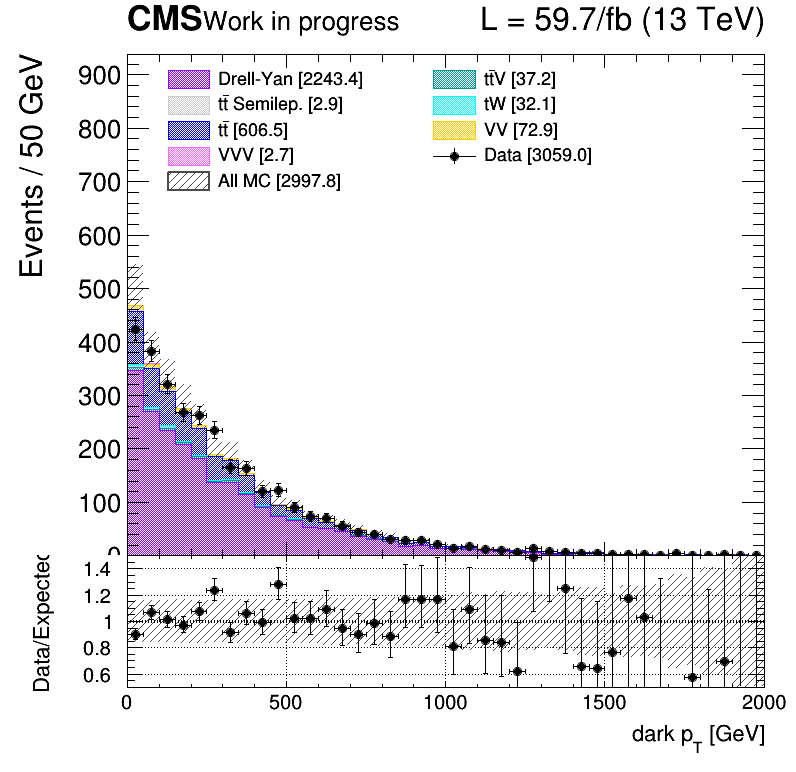 CMS Work in progress L = 59.7/fb (13 TeV)
Events / 50 GeV
900
800
700
600
500
400
300
200
100
0
Drell-Yan [2243.4]
tt̄ Semilep. [2.9]
tt̄ [606.5]
VVV [2.7]
All MC [2997.8]
tt̄V [37.2]
tW [32.1]
VV [72.9]
Data [3059.0]
Data/Expected
1.4
1.2
1
0.8
0.6
0 500 1000 1500 2000
dark p_T [GeV]